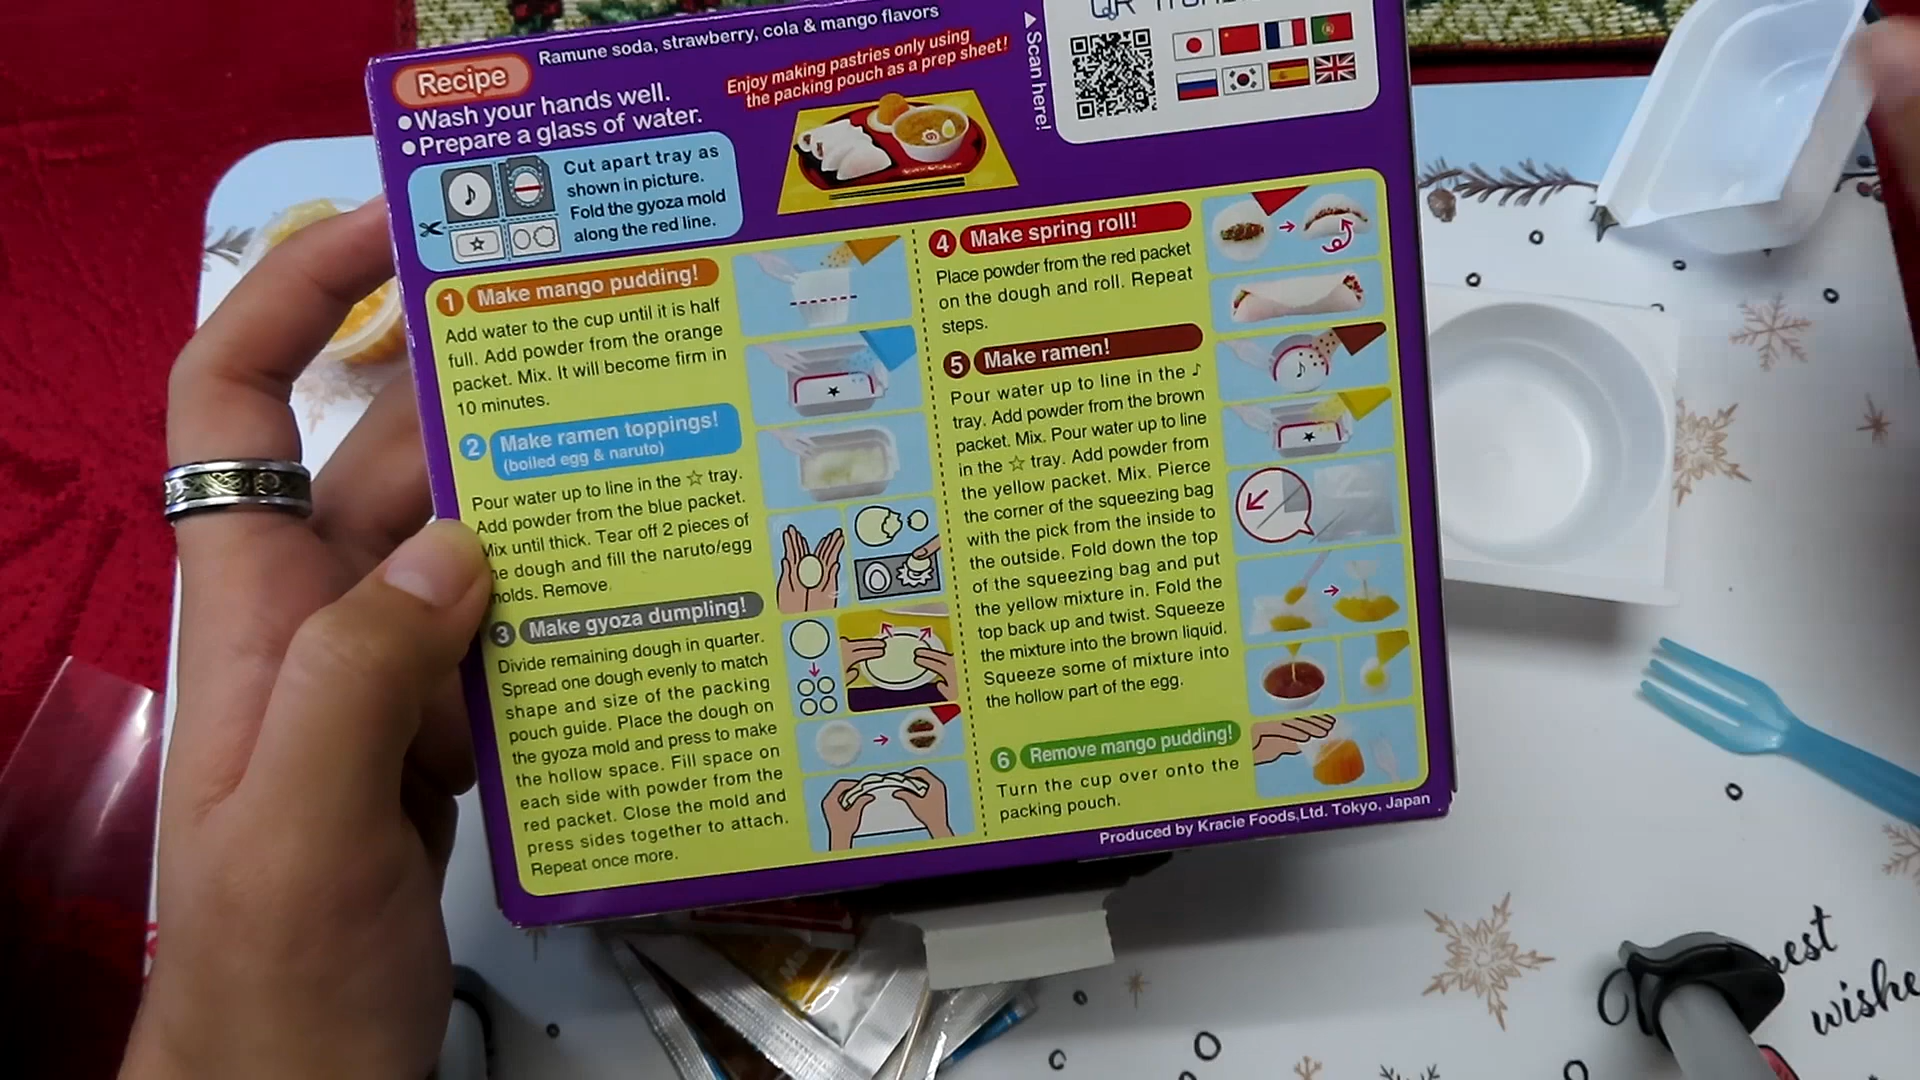 Ramune soda, strawberry, cola & mango flavors
Recipe
●Wash your hands well.
●Prepare a glass of water.
Enjoy making pastries only using
the packing pouch as a prep sheet!
▲Scan here!
Cut apart tray as
shown in picture.
Fold the gyoza mold
along the red line.
1 Make mango pudding!
Add water to the cup until it is half
full. Add powder from the orange
packet. Mix. It will become firm in
10 minutes.
2 Make ramen toppings!
(boiled egg & naruto)
Pour water up to line in the ☆ tray.
Add powder from the blue packet.
Mix until thick. Tear off 2 pieces of
he dough and fill the naruto/egg
nolds. Remove.
3 Make gyoza dumpling!
Divide remaining dough in quarter.
Spread one dough evenly to match
shape and size of the packing
pouch guide. Place the dough on
the gyoza mold and press to make
the hollow space. Fill space on
each side with powder from the
red packet. Close the mold and
press sides together to attach.
Repeat once more.
4 Make spring roll!
Place powder from the red packet
on the dough and roll. Repeat
steps.
5 Make ramen!
Pour water up to line in the ♪
tray. Add powder from the brown
packet. Mix. Pour water up to line
in the ☆ tray. Add powder from
the yellow packet. Mix. Pierce
the corner of the squeezing bag
with the pick from the inside to
the outside. Fold down the top
of the squeezing bag and put
the yellow mixture in. Fold the
top back up and twist. Squeeze
the mixture into the brown liquid.
Squeeze some of mixture into
the hollow part of the egg.
6 Remove mango pudding!
Turn the cup over onto the
packing pouch.
Produced by Kracie Foods,Ltd. Tokyo, Japan
wishe